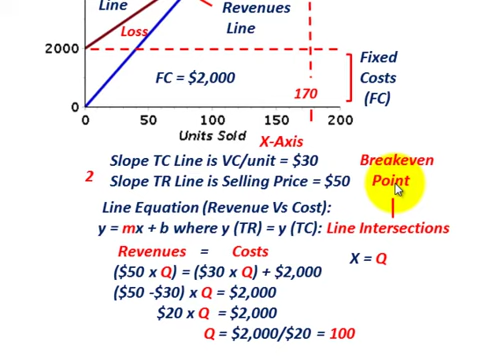 Line
Revenues
Line
Loss
2000
FC = $2,000
Fixed
Costs
(FC)
170
0
0 50 100 150 200
Units Sold
X-Axis
Slope TC Line is VC/unit = $30
Breakeven
2
Slope TR Line is Selling Price = $50
Point
Line Equation (Revenue Vs Cost):
y = mx + b where y (TR) = y (TC): Line Intersections
Revenues = Costs
X = Q
($50 x Q) = ($30 x Q) + $2,000
($50 -$30) x Q = $2,000
$20 x Q = $2,000
Q = $2,000/$20 = 100